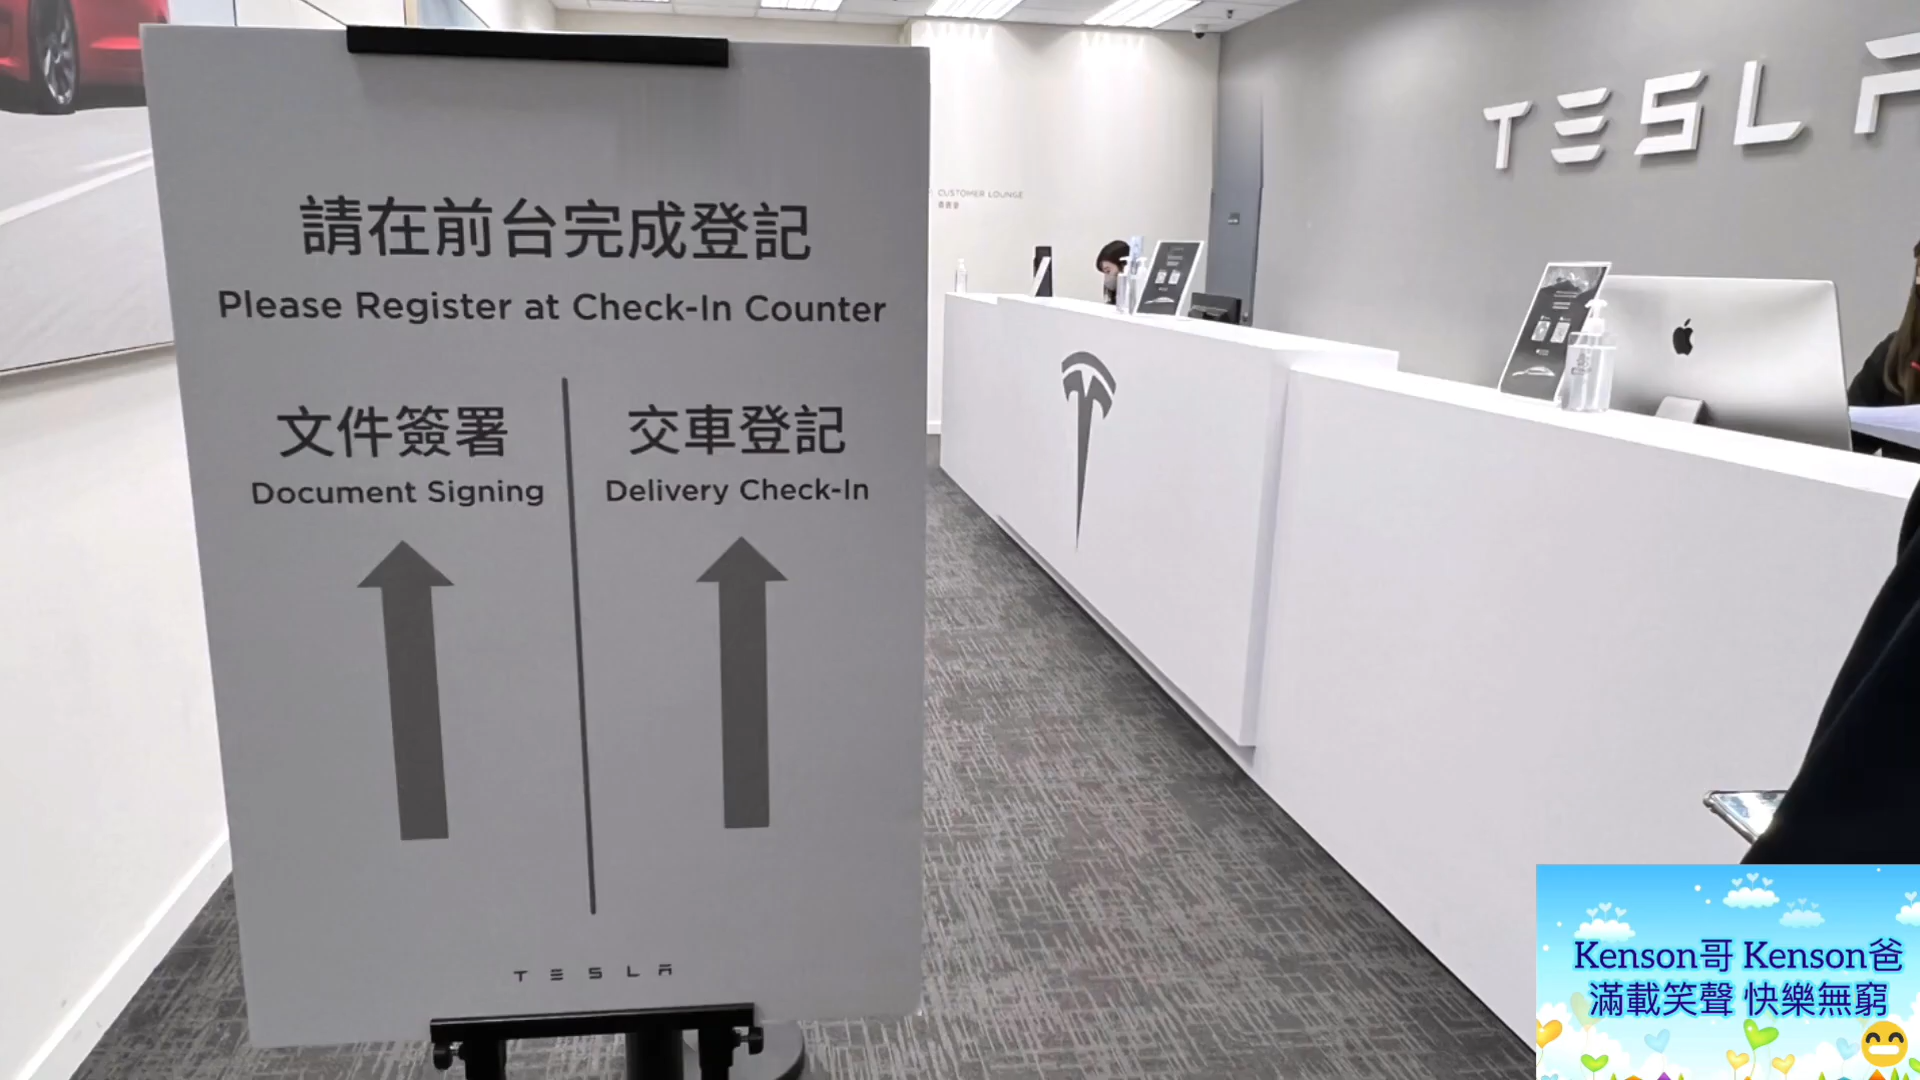 請在前台完成登記
Please Register at Check-In Counter
文件簽署
Document Signing
交車登記
Delivery Check-In
TESLA
CUSTOMER LOUNGE
TESLA
Kenson哥 Kenson爸
滿載笑聲 快樂無窮